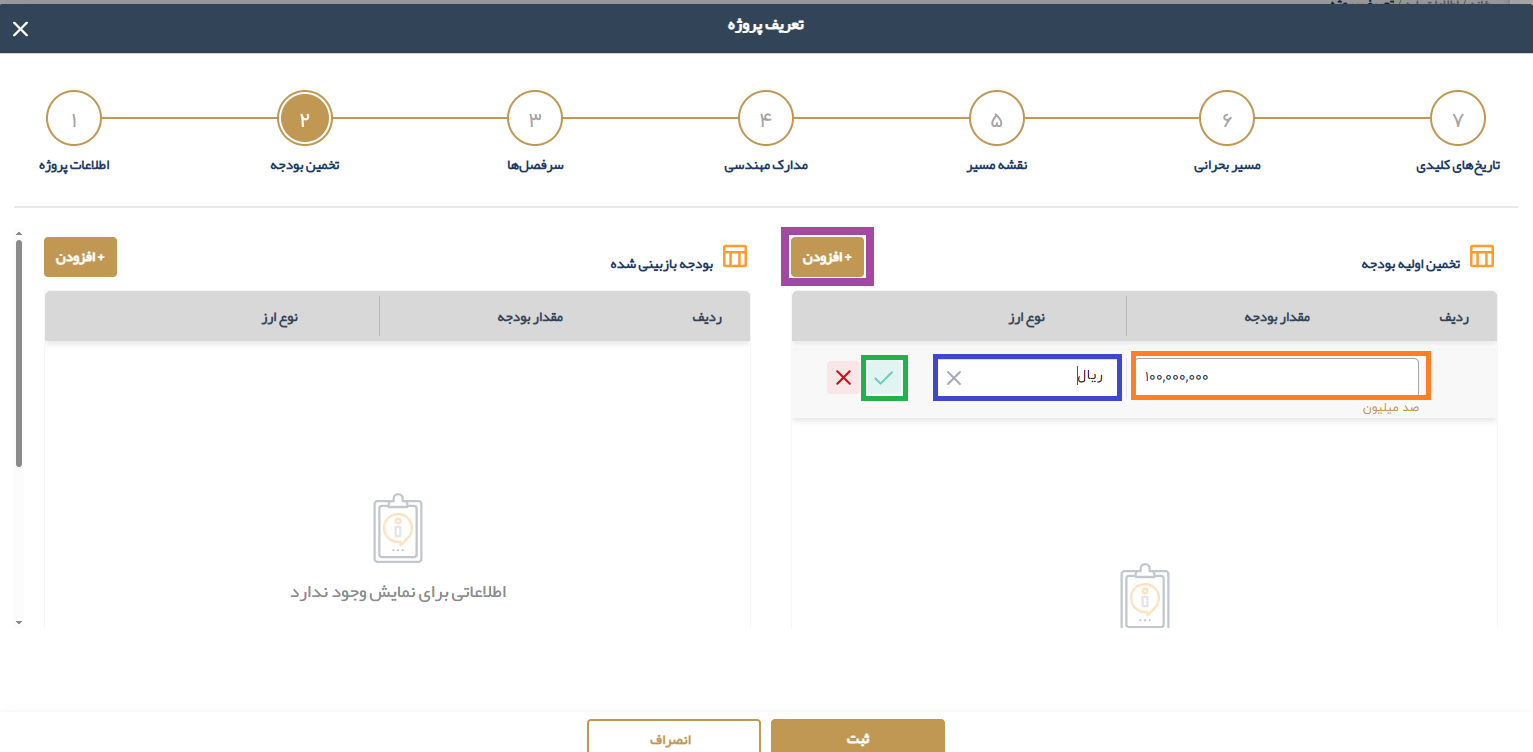 تعریف پروژه
۱
۲
۳
۴
۵
۶
۷
اطلاعات پروژه
تخمین بودجه
سرفصل‌ها
مدارک مهندسی
نقشه مسیر
مسیر بحرانی
تاریخ‌های کلیدی
تخمین اولیه بودجه
+ افزودن
ردیف
مقدار بودجه
نوع ارز
۱۰۰,۰۰۰,۰۰۰
ریال
صد میلیون
بودجه بازبینی شده
+ افزودن
ردیف
مقدار بودجه
نوع ارز
اطلاعاتی برای نمایش وجود ندارد
ثبت
انصراف